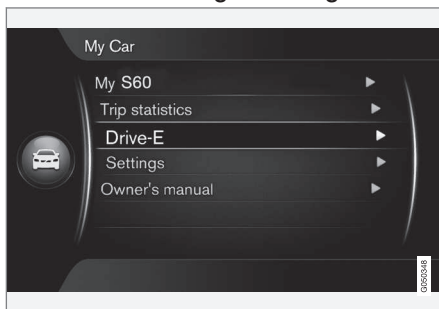 My Car
My S60
Trip statistics
Drive-E
Settings
Owner's manual
G050348